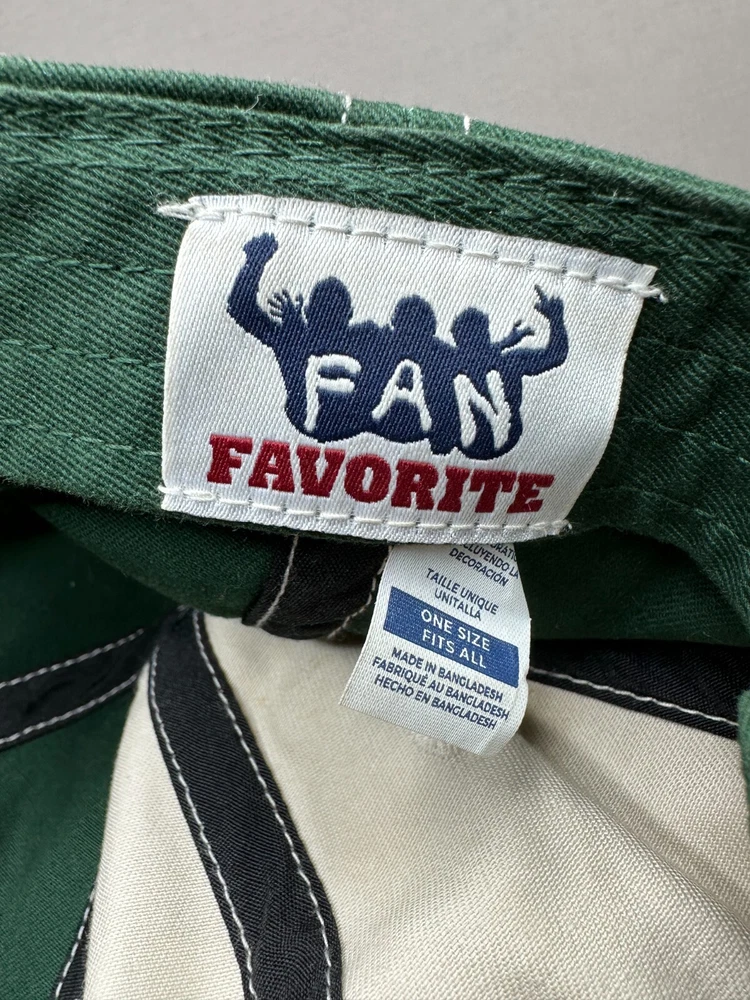 FAN
FAVORITE
DECORACIÓN
TAILLE UNIQUE
UNITALLA
ONE SIZE
FITS ALL
MADE IN BANGLADESH
FABRIQUÉ AU BANGLADESH
HECHO EN BANGLADESH